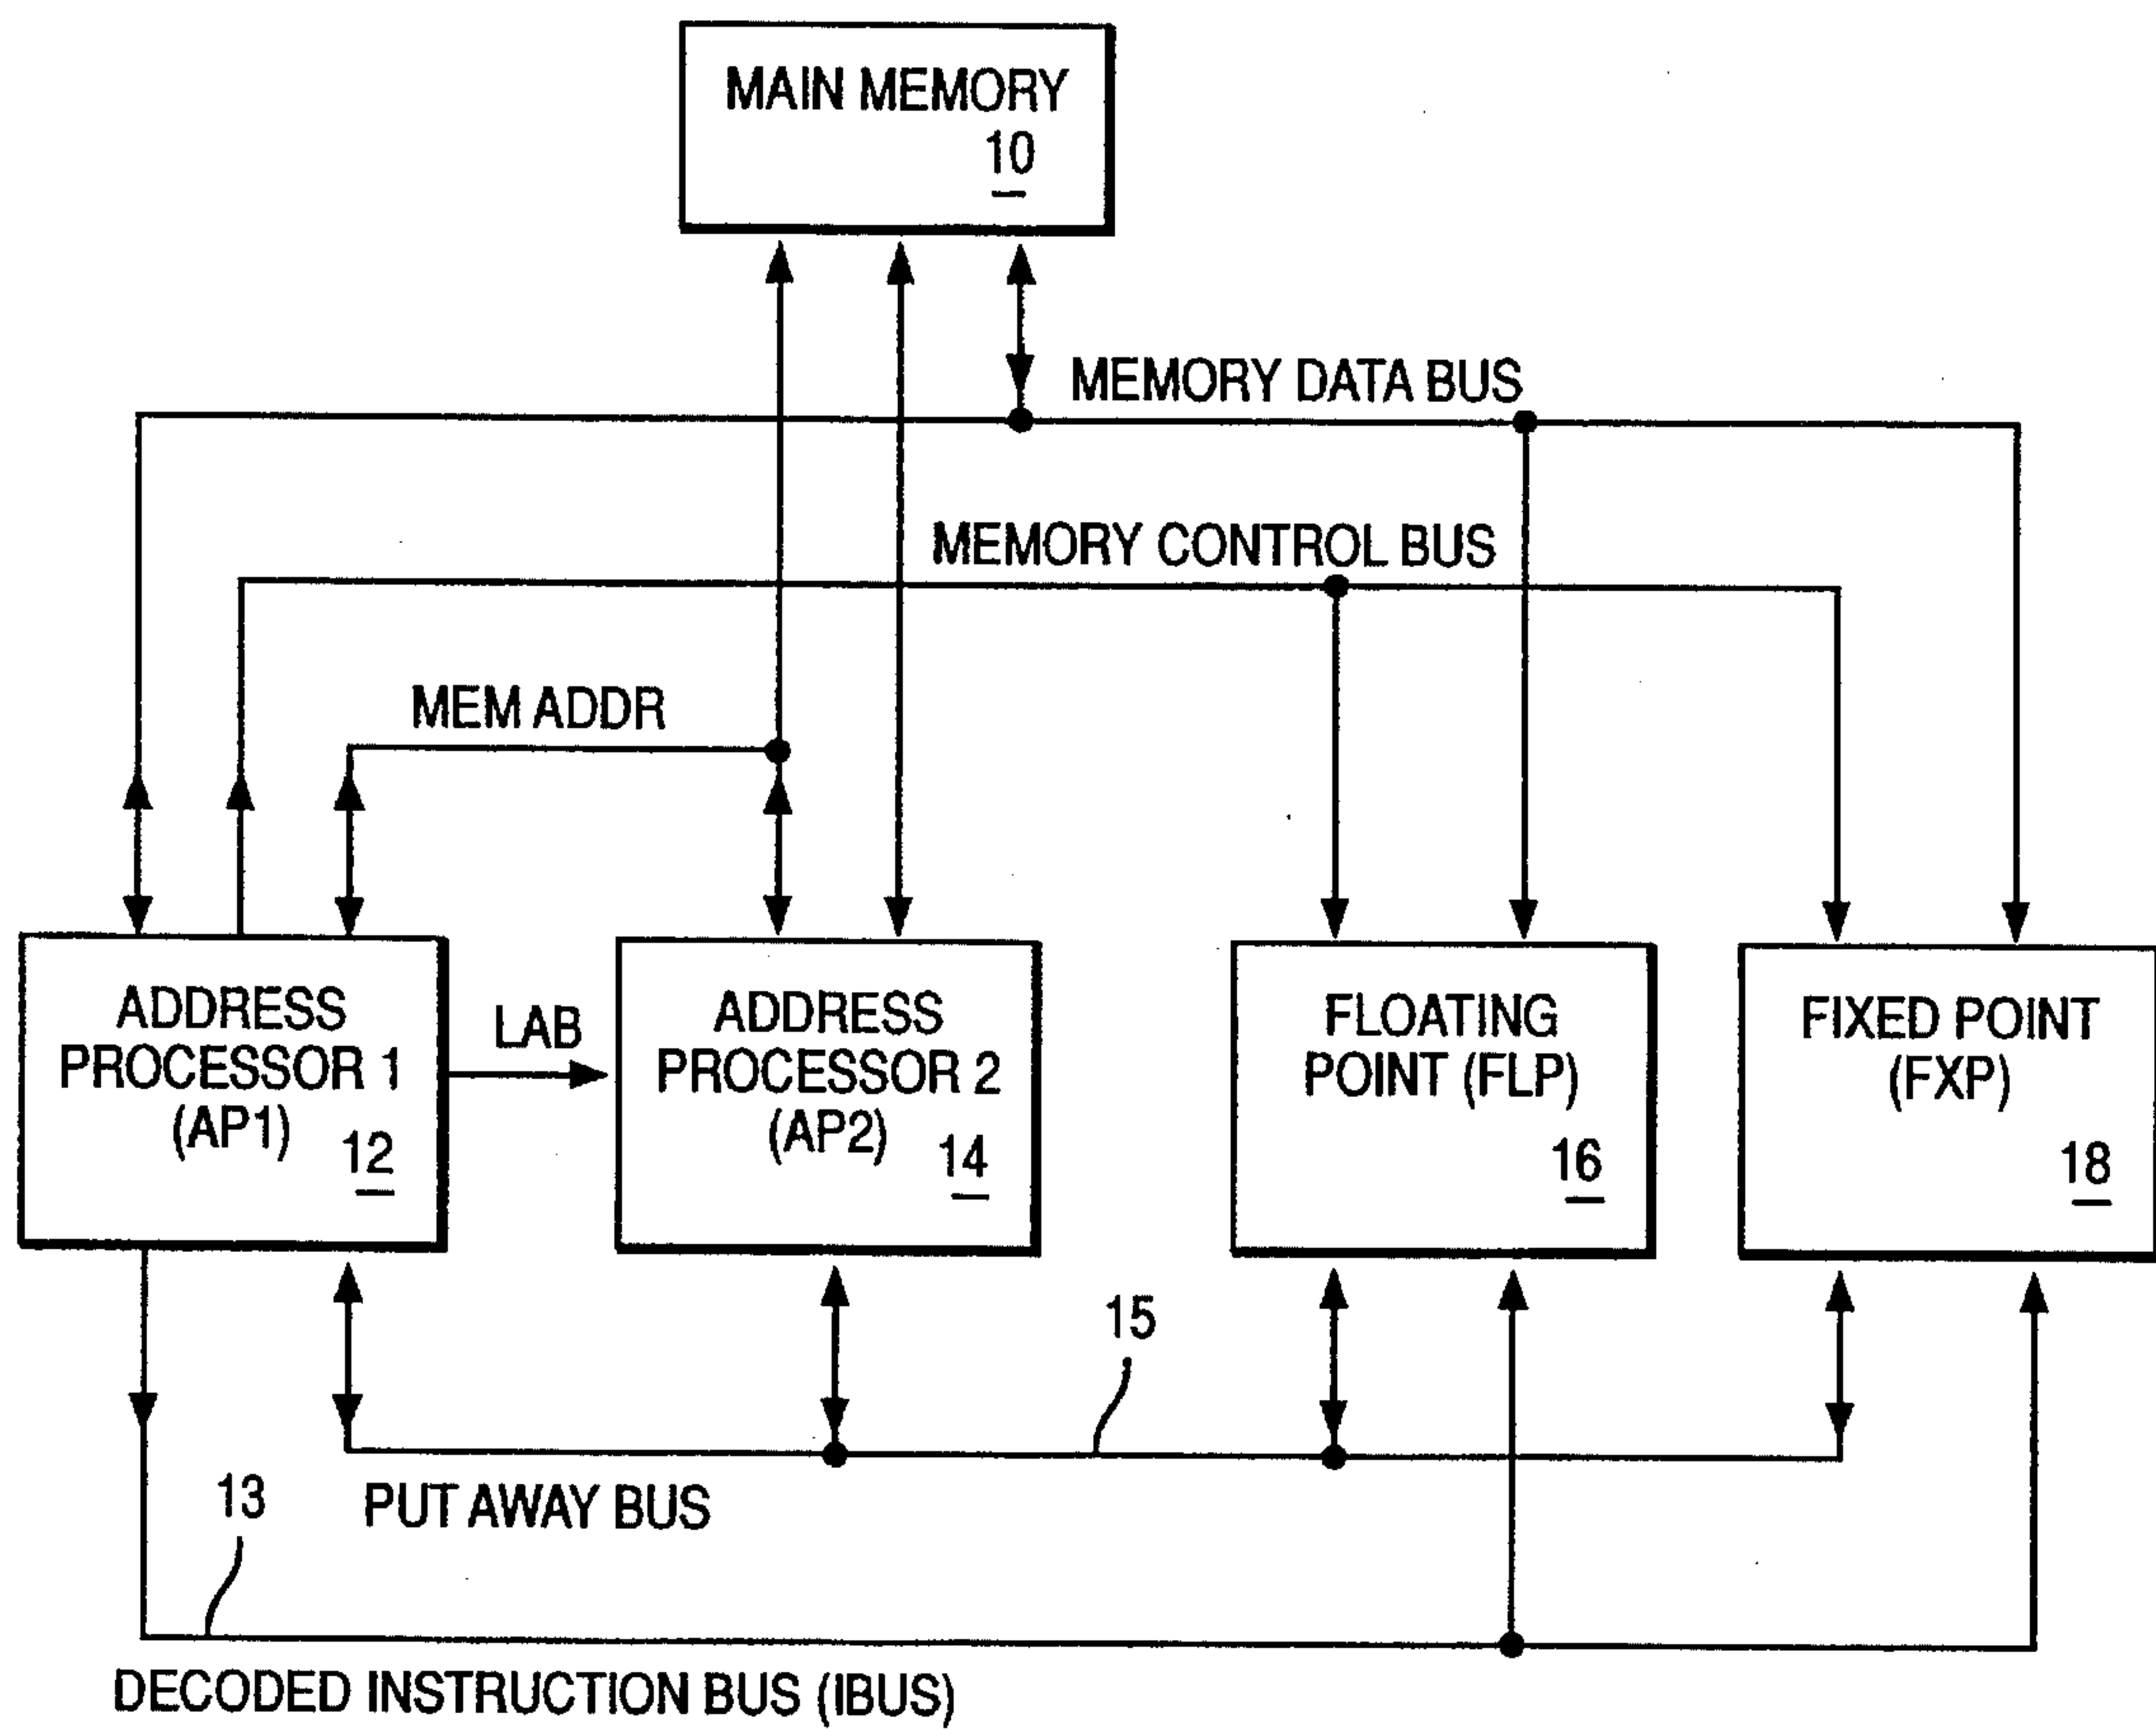 MAIN MEMORY
10
MEMORY DATA BUS
MEMORY CONTROL BUS
MEM ADDR
ADDRESS
PROCESSOR 1
(AP1)
12
LAB
ADDRESS
PROCESSOR 2
(AP2)
14
FLOATING
POINT (FLP)
16
FIXED POINT
(FXP)
18
15
PUT AWAY BUS
13
DECODED INSTRUCTION BUS (IBUS)